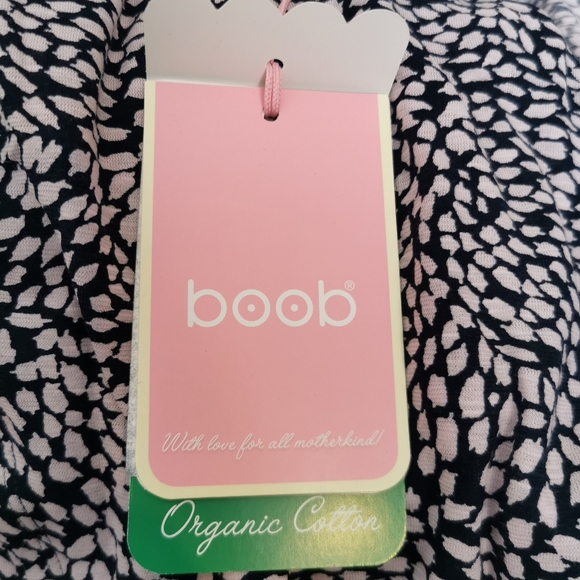 boob®
With love for all motherkind!
Organic Cotton